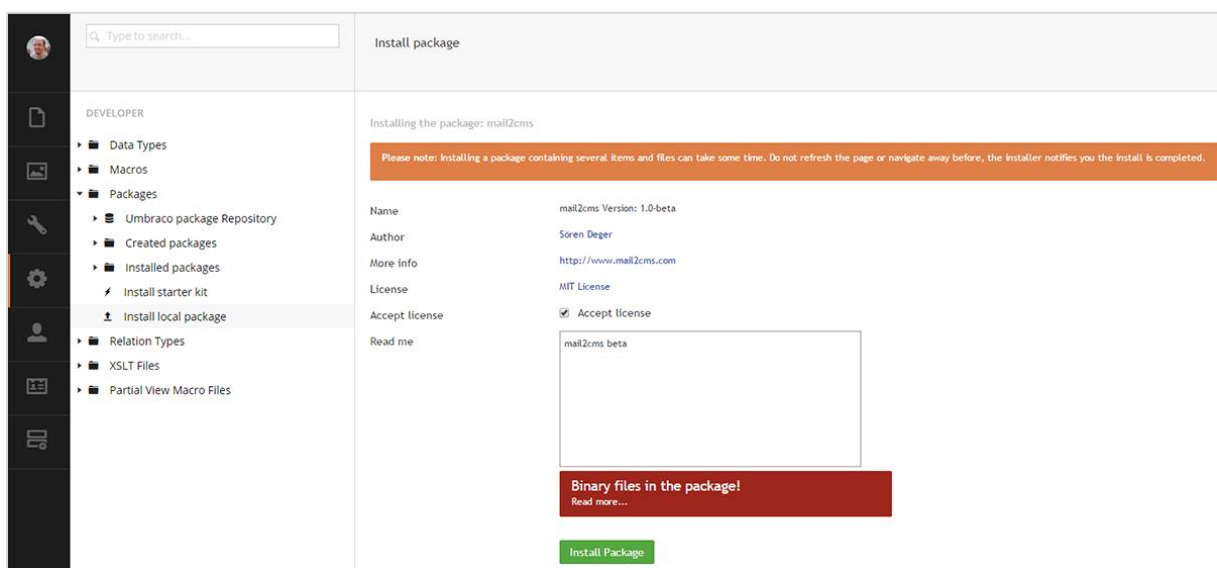 Type to search...
Install package
DEVELOPER
Data Types
Macros
Packages
Umbraco package Repository
Created packages
Installed packages
Install starter kit
Install local package
Relation Types
XSLT Files
Partial View Macro Files
Installing the package: mail2cms
Please note: Installing a package containing several items and files can take some time. Do not refresh the page or navigate away before, the installer notifies you the install is completed.
Name mail2cms Version: 1.0-beta
Author Sören Deger
More info http://www.mail2cms.com
License MIT License
Accept license Accept license
Read me mail2cms beta
Binary files in the package!
Read more...
Install Package